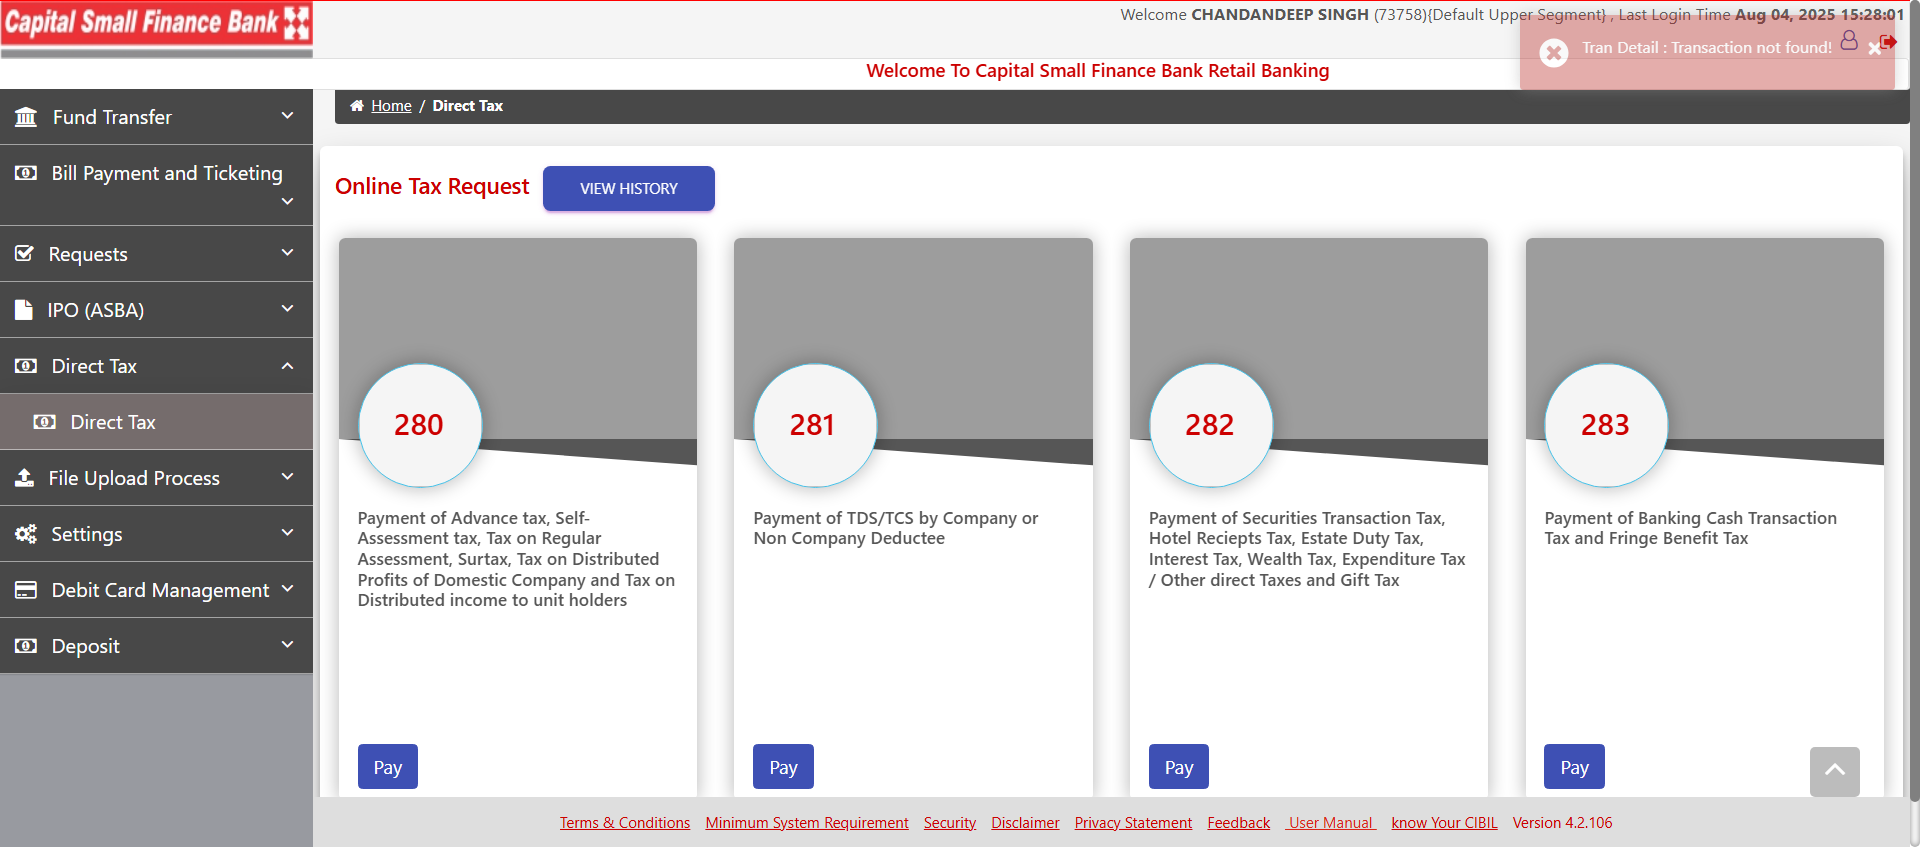 Capital Small Finance Bank
Welcome CHANDANDEEP SINGH (73758){Default Upper Segment} , Last Login Time Aug 04, 2025 15:28:01
Tran Detail : Transaction not found!
Welcome To Capital Small Finance Bank Retail Banking
Home / Direct Tax
Fund Transfer
Bill Payment and Ticketing
Requests
IPO (ASBA)
Direct Tax
Direct Tax
File Upload Process
Settings
Debit Card Management
Deposit
Online Tax Request
VIEW HISTORY
280
Payment of Advance tax, Self-
Assessment tax, Tax on Regular
Assessment, Surtax, Tax on Distributed
Profits of Domestic Company and Tax on
Distributed income to unit holders
Pay
281
Payment of TDS/TCS by Company or
Non Company Deductee
Pay
282
Payment of Securities Transaction Tax,
Hotel Reciepts Tax, Estate Duty Tax,
Interest Tax, Wealth Tax, Expenditure Tax
/ Other direct Taxes and Gift Tax
Pay
283
Payment of Banking Cash Transaction
Tax and Fringe Benefit Tax
Pay
Terms & Conditions Minimum System Requirement Security Disclaimer Privacy Statement Feedback User Manual know Your CIBIL Version 4.2.106